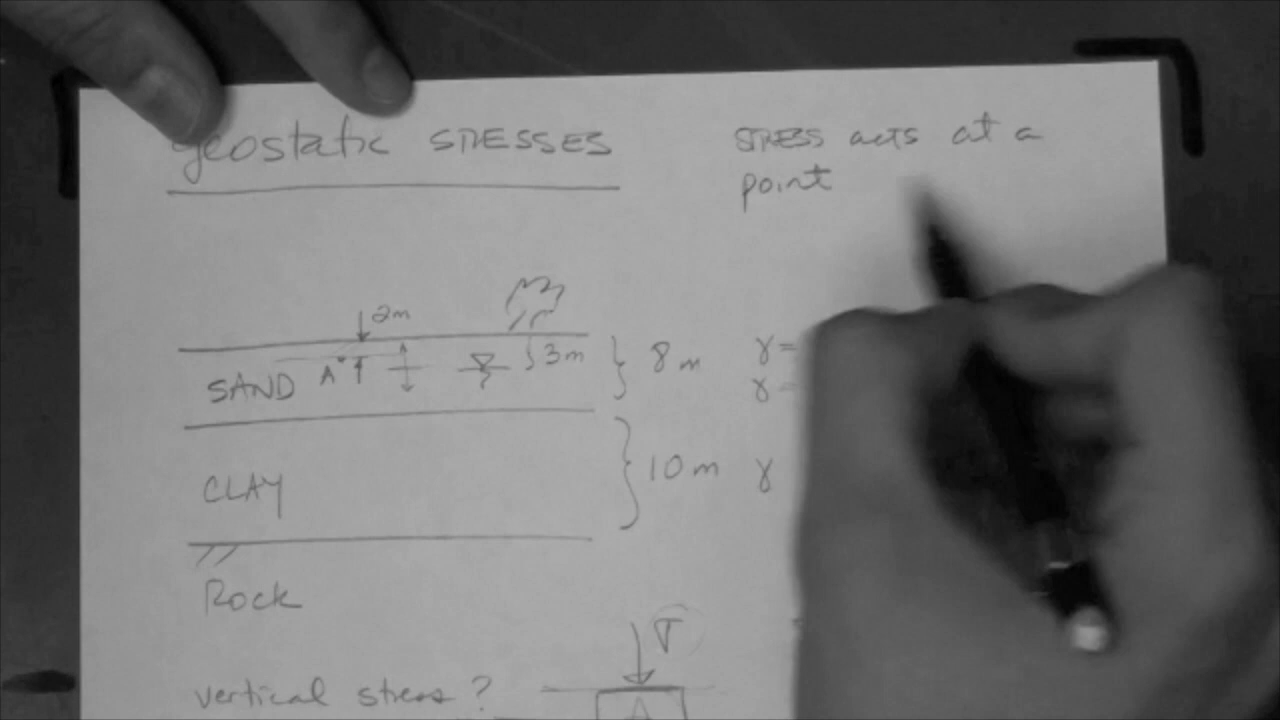 geostatic STRESSES
STRESS acts at a
point
2m
3m
8m
γ=
SAND
A
γ=
CLAY
10m
γ
Rock
σ
vertical stress?
A